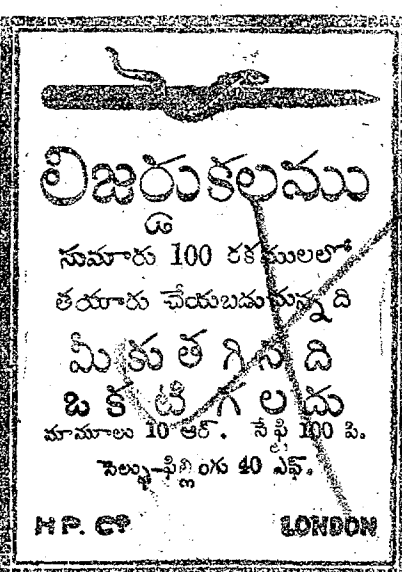 లిజర్డుకలము
సుమారు 100 రకములలో
తయారు చేయబడుచున్నది
మీకు తగినది
ఒకటి గలదు
మామూలు 10 ఆర్. సేఫ్టి 100 పి.
సెల్ఫు-ఫిల్లింగు 40 ఎఫ్.
H P. Co LONDON